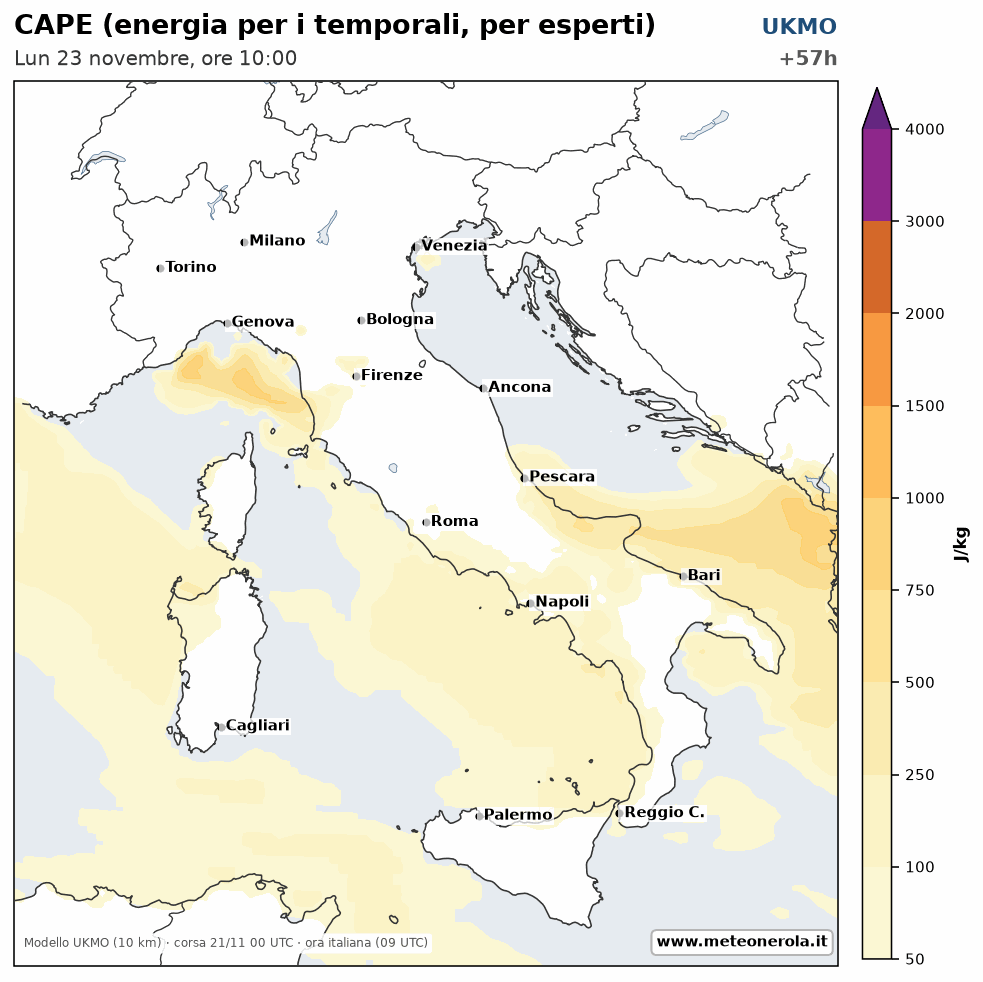 CAPE (energia per i temporali, per esperti)
UKMO
Lun 23 novembre, ore 10:00
+57h
4000
3000
2000
1500
1000
750
500
250
100
50
J/kg
Milano
Venezia
Torino
Genova
Bologna
Firenze
Ancona
Pescara
Roma
Bari
Napoli
Cagliari
Palermo
Reggio C.
Modello UKMO (10 km) · corsa 21/11 00 UTC · ora italiana (09 UTC)
www.meteonerola.it